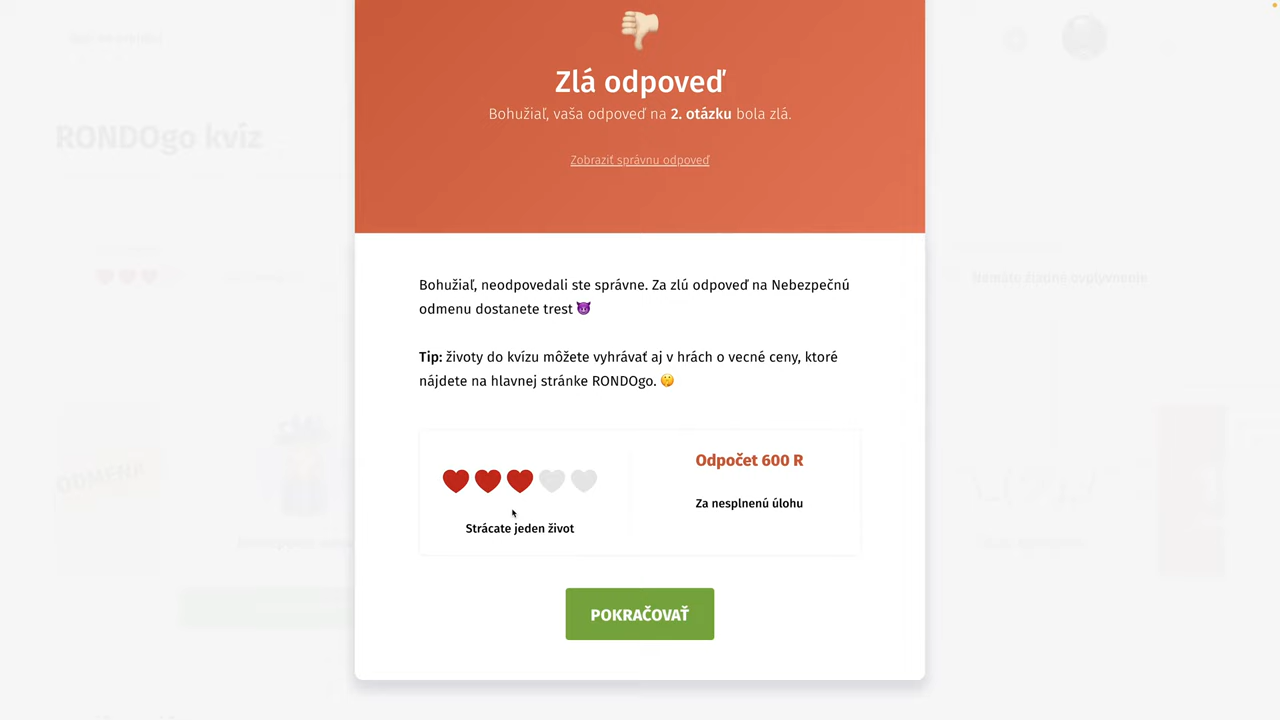 Zlá odpoveď
Bohužiaľ, vaša odpoveď na 2. otázku bola zlá.
Zobraziť správnu odpoveď
RONDOgo kvíz
Bohužiaľ, neodpovedali ste správne. Za zlú odpoveď na Nebezpečnú
odmenu dostanete trest
Tip: životy do kvízu môžete vyhrávať aj v hrách o vecné ceny, ktoré
nájdete na hlavnej stránke RONDOgo.
Odpočet 600 R
Za nesplnenú úlohu
Strácate jeden život
POKRAČOVAŤ
ODMENA